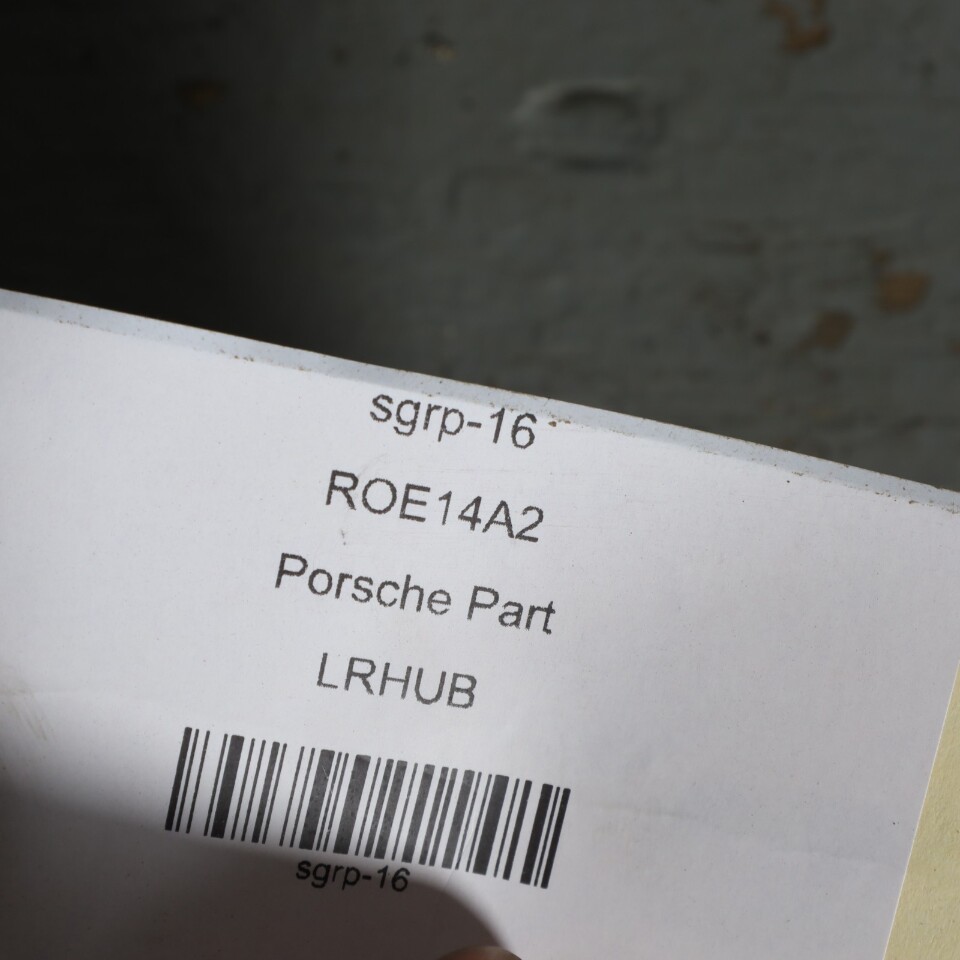 sgrp-16
ROE14A2
Porsche Part
LRHUB
sgrp-16